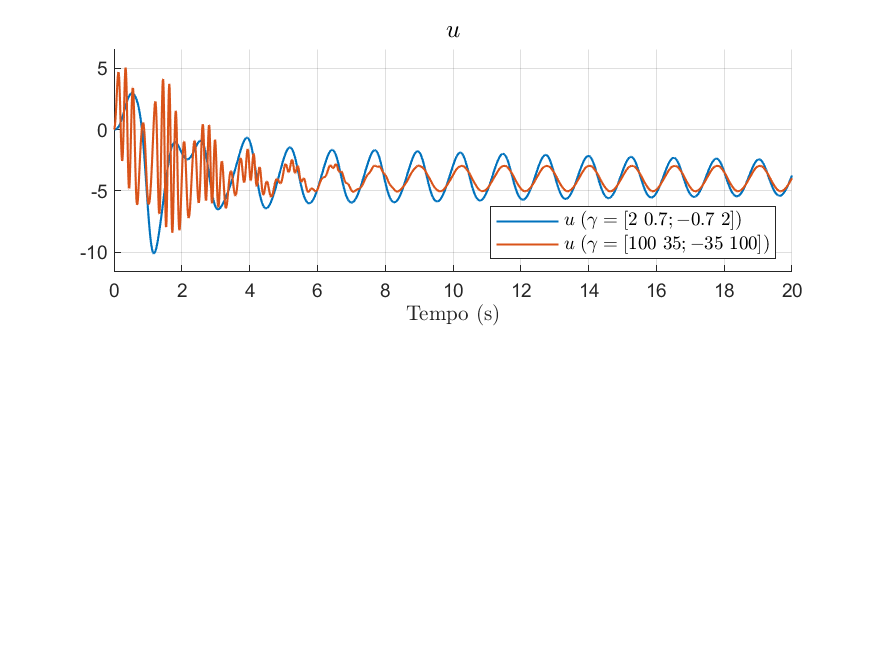 u
5
0
-5
-10
u (γ = [2 0.7; −0.7 2])
u (γ = [100 35; −35 100])
0 2 4 6 8 10 12 14 16 18 20
Tempo (s)